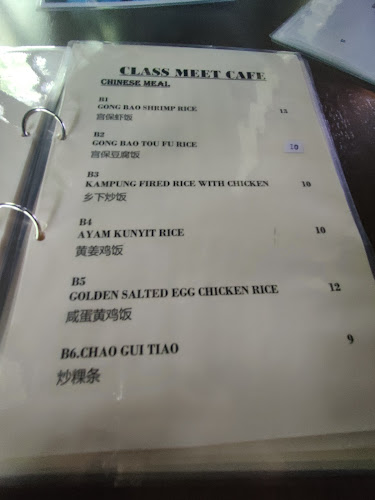 CLASS MEET CAFE
CHINESE MEAL
B1
GONG BAO SHRIMP RICE 13
宫保虾饭
B2
GONG BAO TOU FU RICE 10
宫保豆腐饭
B3
KAMPUNG FIRED RICE WITH CHICKEN 10
乡下炒饭
B4
AYAM KUNYIT RICE 10
黄姜鸡饭
B5
GOLDEN SALTED EGG CHICKEN RICE 12
咸蛋黄鸡饭
B6.CHAO GUI TIAO 9
炒粿条